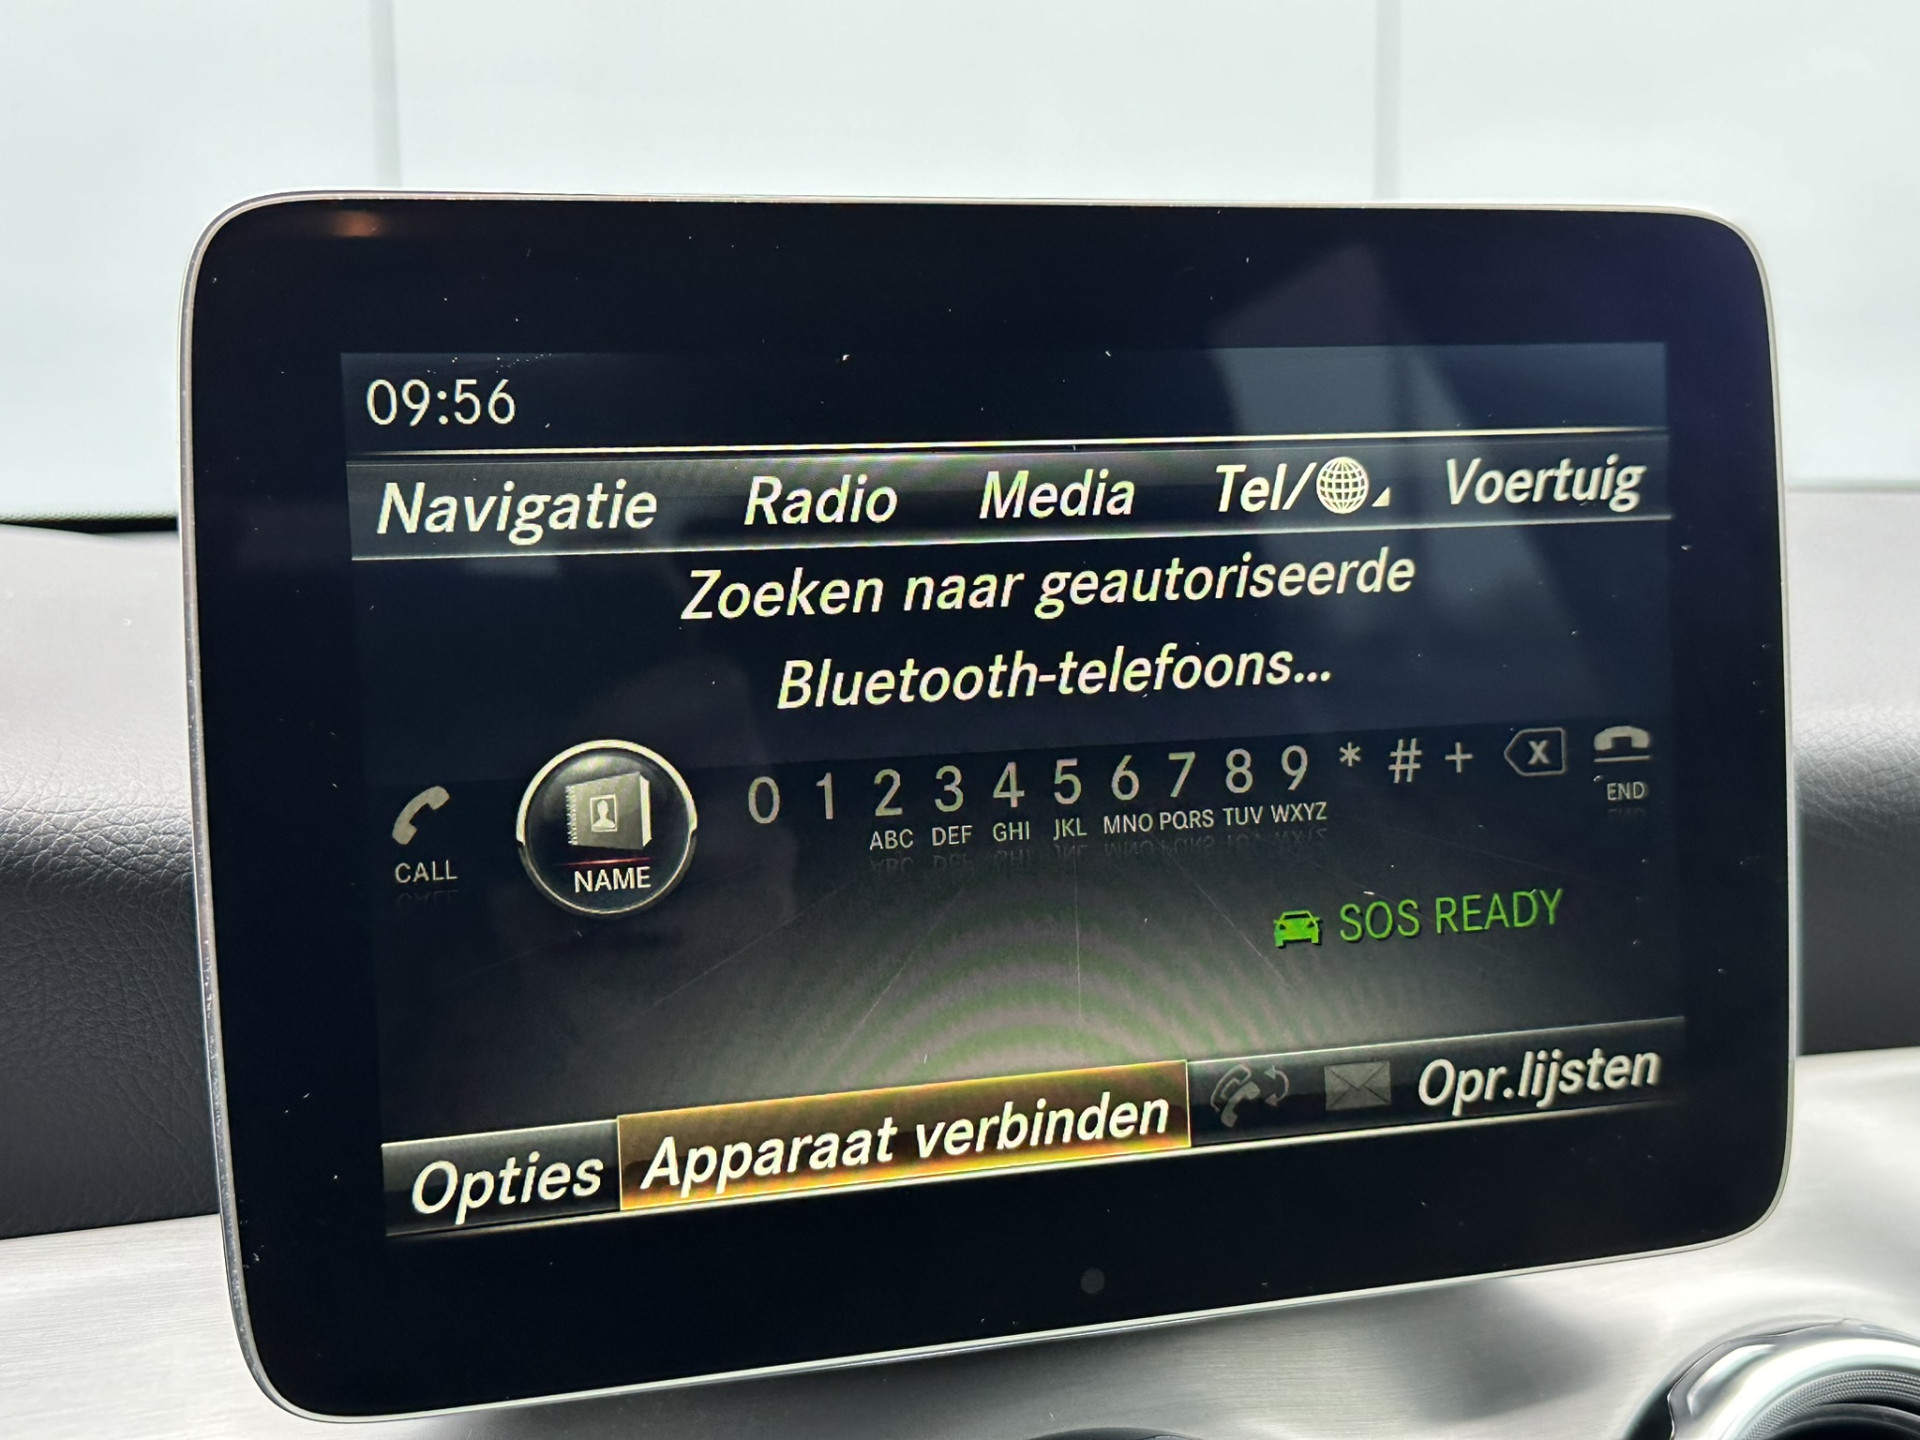 09:56
Navigatie Radio Media Tel/ Voertuig
Zoeken naar geautoriseerde
Bluetooth-telefoons...
CALL NAME 0 1 2 3 4 5 6 7 8 9 * # + X END
ABC DEF GHI JKL MNO PQRS TUV WXYZ
SOS READY
Opties Apparaat verbinden Opr.lijsten